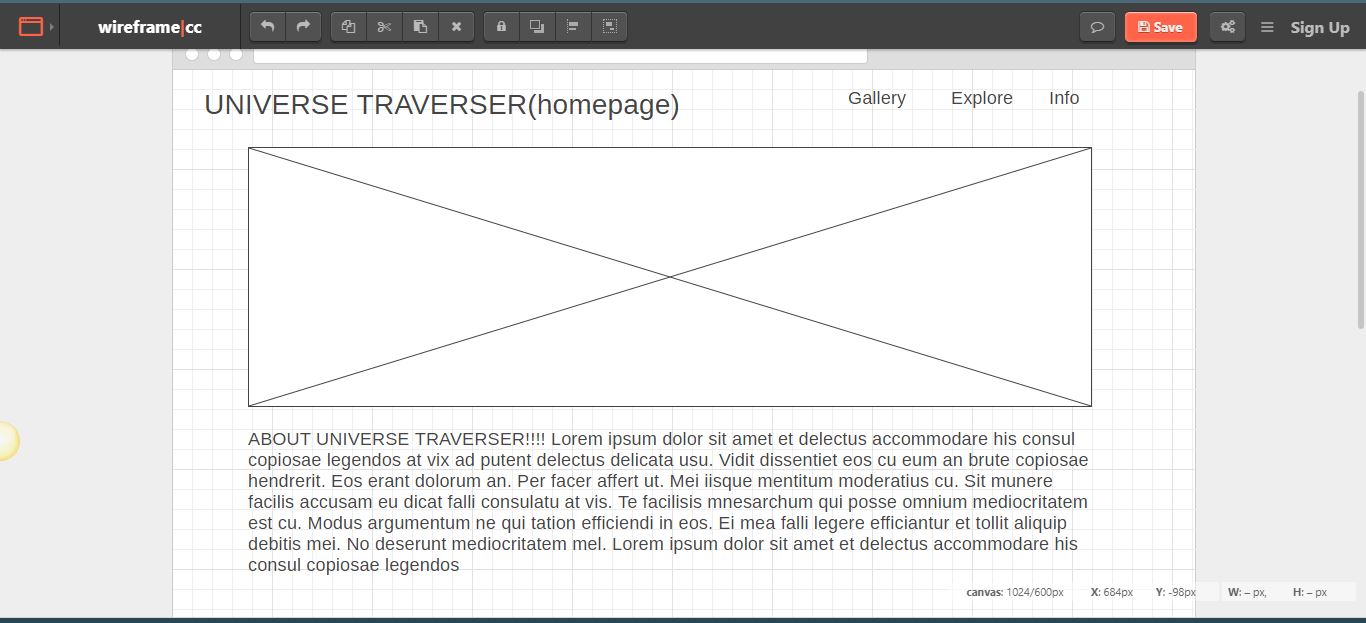 wireframe|cc
Save
Sign Up
UNIVERSE TRAVERSER(homepage)
Gallery
Explore
Info
ABOUT UNIVERSE TRAVERSER!!!! Lorem ipsum dolor sit amet et delectus accommodare his consul
copiosae legendos at vix ad putent delectus delicata usu. Vidit dissentiet eos cu eum an brute copiosae
hendrerit. Eos erant dolorum an. Per facer affert ut. Mei iisque mentitum moderatius cu. Sit munere
facilis accusam eu dicat falli consulatu at vis. Te facilisis mnesarchum qui posse omnium mediocritatem
est cu. Modus argumentum ne qui tation efficiendi in eos. Ei mea falli legere efficiantur et tollit aliquip
debitis mei. No deserunt mediocritatem mel. Lorem ipsum dolor sit amet et delectus accommodare his
consul copiosae legendos
canvas: 1024/600px X: 684px Y: -98px W: – px, H: – px